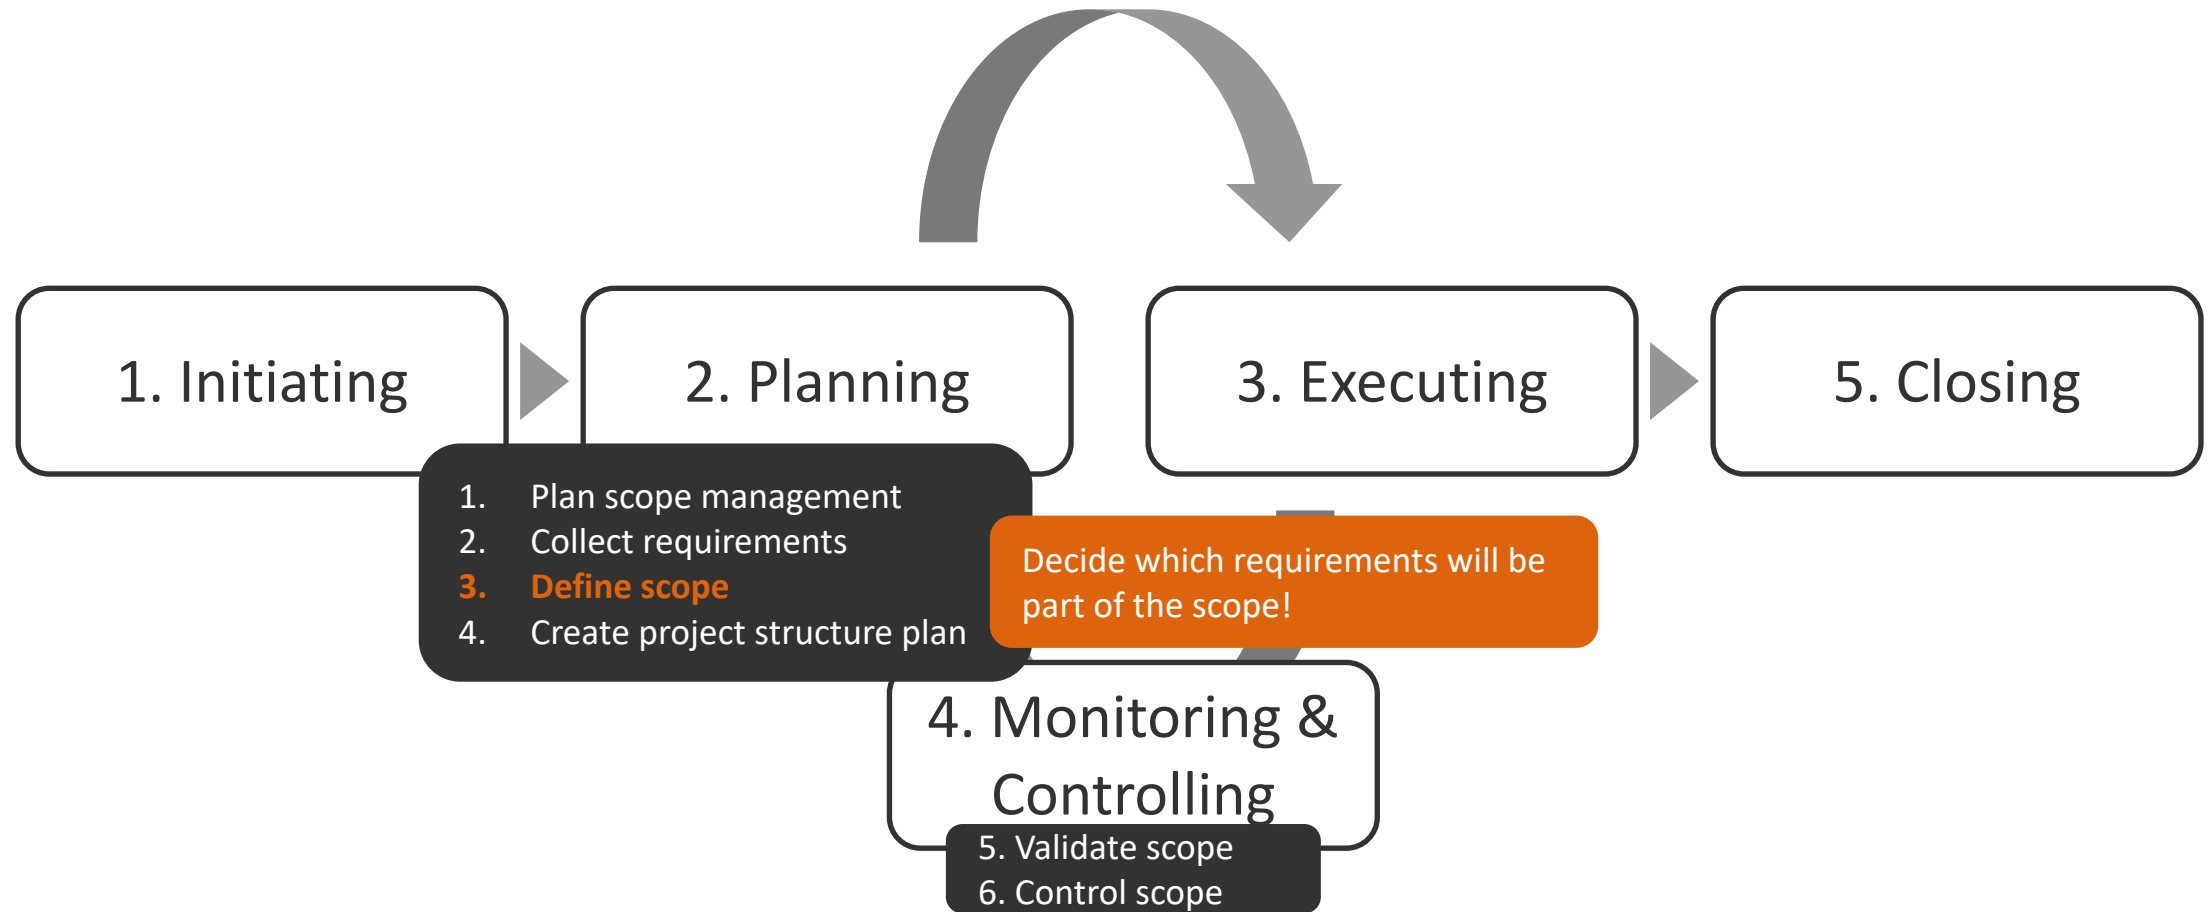 1. Initiating
2. Planning
3. Executing
5. Closing
1. Plan scope management
2. Collect requirements
3. Define scope
4. Create project structure plan
Decide which requirements will be
part of the scope!
4. Monitoring &
Controlling
5. Validate scope
6. Control scope